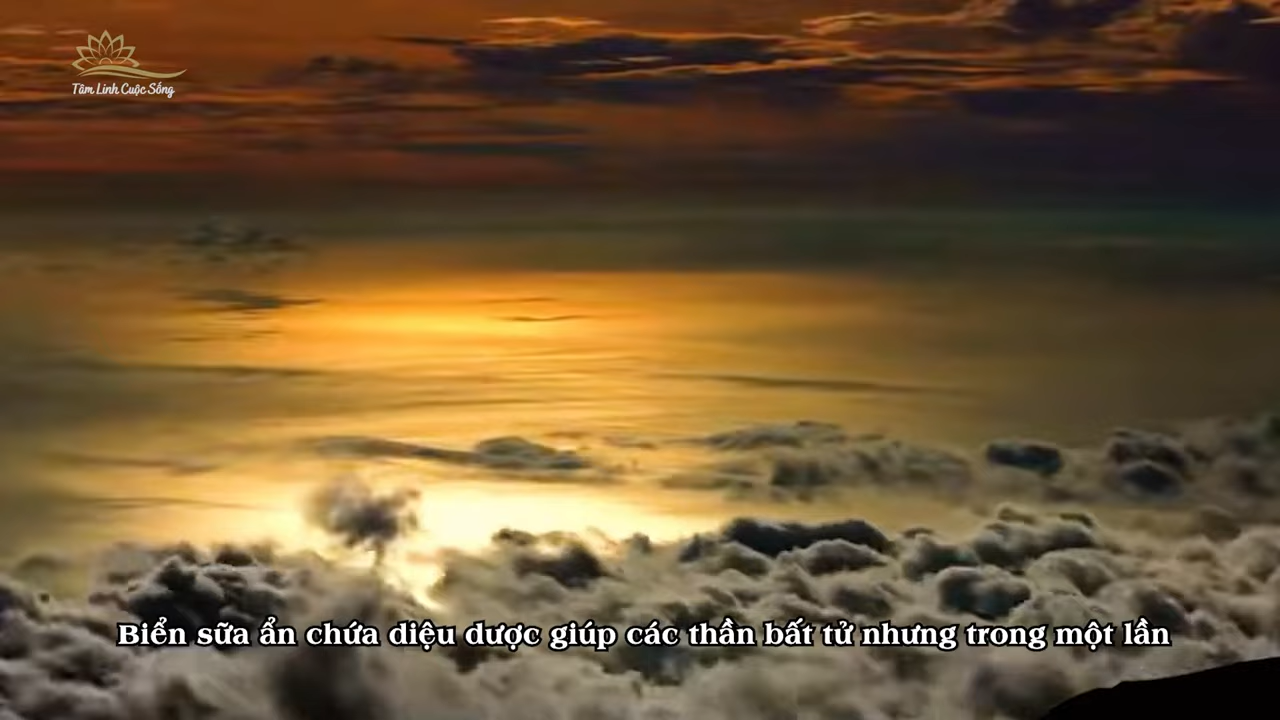 Tâm Linh Cuộc Sống
Biển sữa ẩn chứa diệu dược giúp các thần bất tử nhưng trong một lần